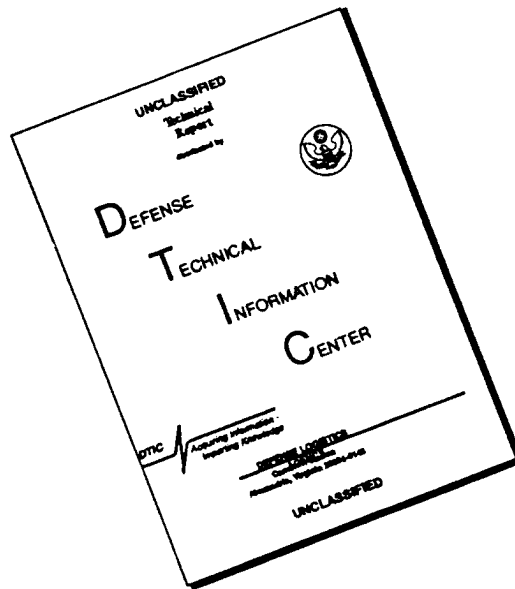 UNCLASSIFIED
Technical
Report
distributed by
DEFENSE
TECHNICAL
INFORMATION
CENTER
DTIC
Acquiring Information -
Imparting Knowledge
DEFENSE LOGISTICS
Cameron Station
Alexandria, Virginia
UNCLASSIFIED